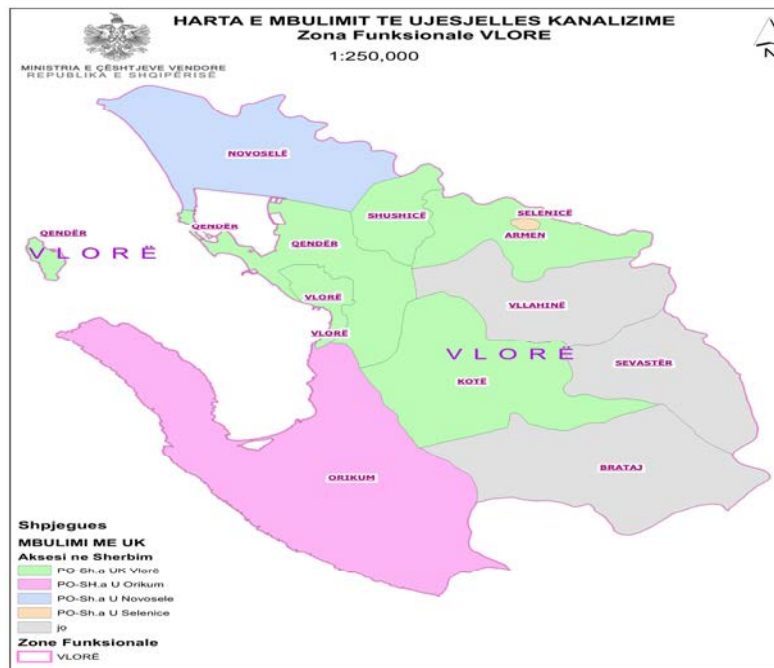 HARTA E MBULIMIT TE UJESJELLES KANALIZIME
Zona Funksionale VLORE
1:250,000
MINISTRIA E ÇËSHTJEVE VENDORE
REPUBLIKA E SHQIPËRISË
N
NOVOSELË
QENDËR
SHUSHICË
SELENICË
ARMEN
QENDËR
VLORË
QENDËR
VLORË
VLLAHINË
VLORË
VLORË
SEVASTËR
KOTË
BRATAJ
ORIKUM
Shpjegues
MBULIMI ME UK
Aksesi ne Sherbim
PO-Sh.a UK Vlorë
PO-SH.a U Orikum
PO-Sh.a U Novosele
PO-Sh.a U Selenice
jo
Zone Funksionale
VLORË